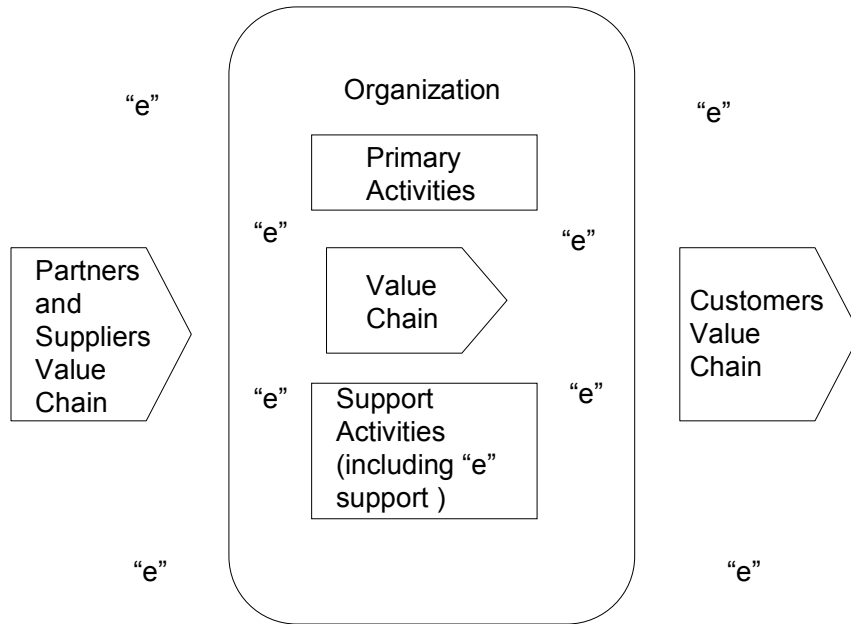 “e”
Organization
“e”
Primary
Activities
“e”
“e”
Partners
and
Suppliers
Value
Chain
Value
Chain
Customers
Value
Chain
“e”
“e”
Support
Activities
(including “e”
support )
“e”
“e”